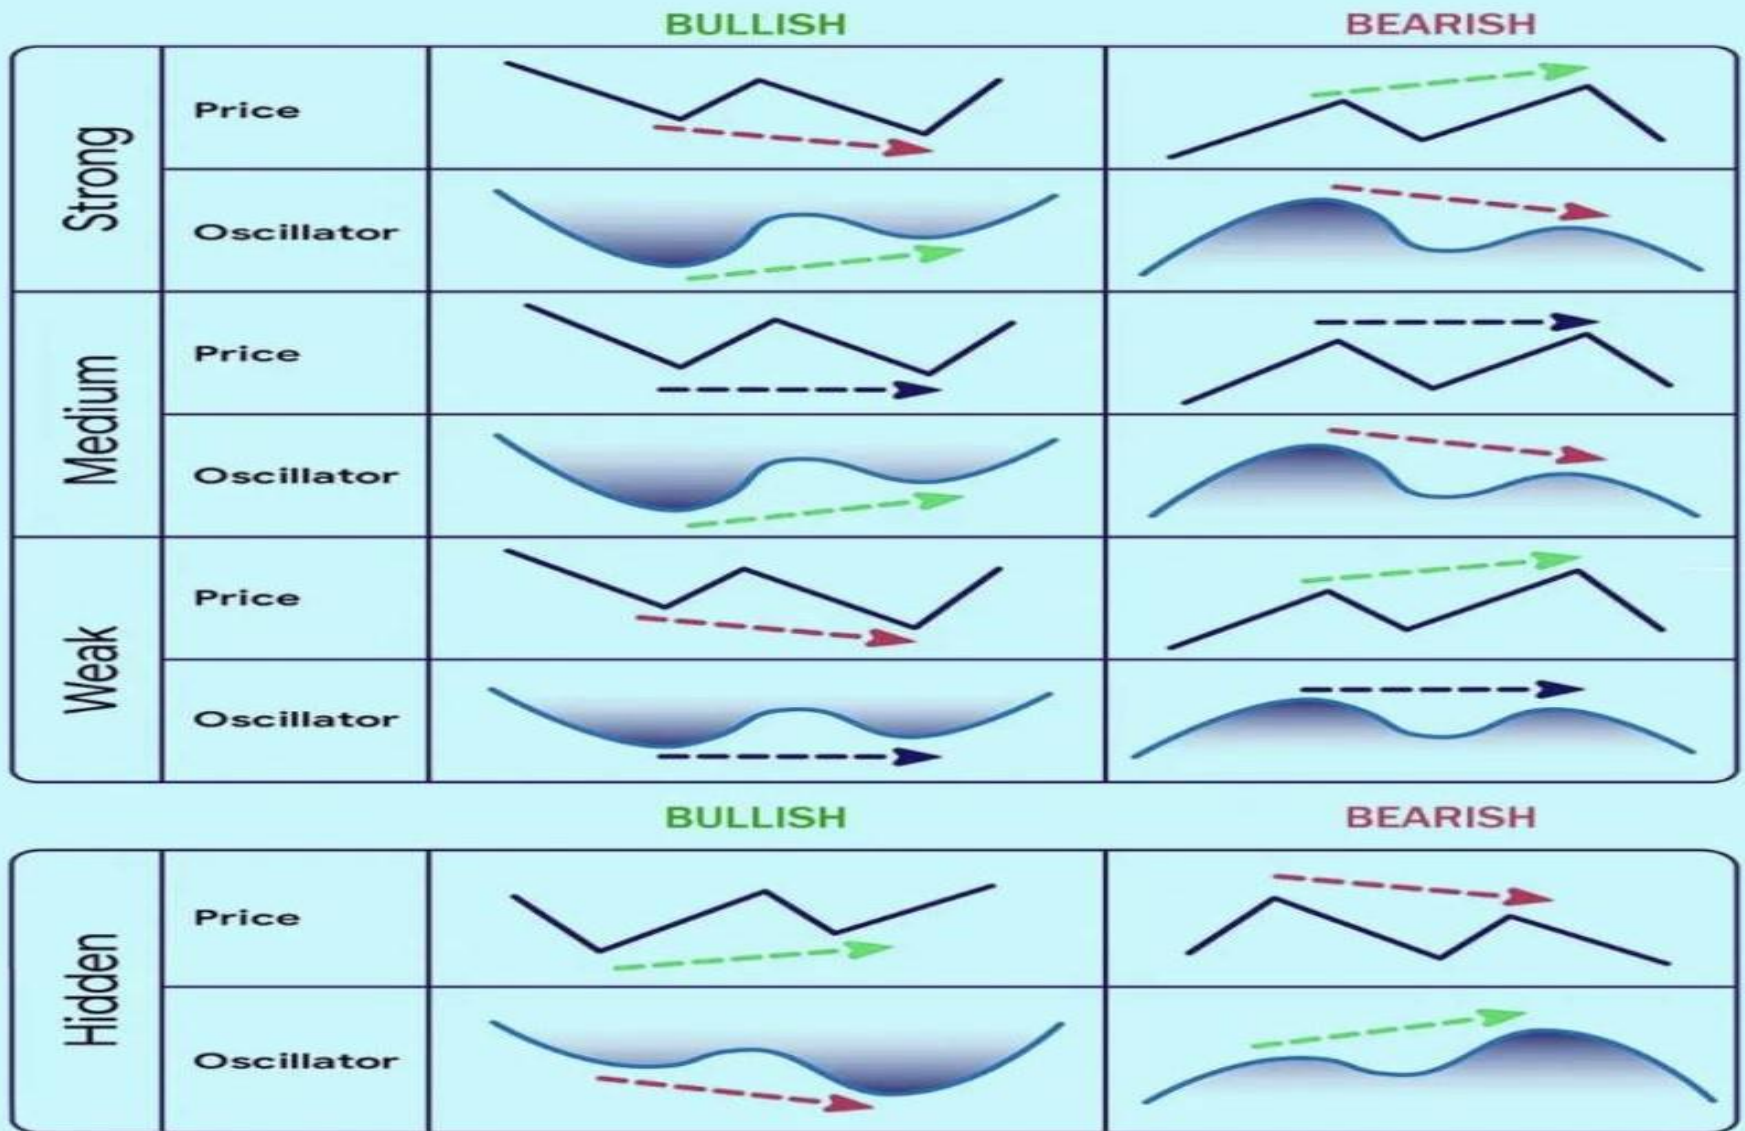 BULLISH BEARISH
Strong
Price
Oscillator
Medium
Price
Oscillator
Weak
Price
Oscillator
BULLISH BEARISH
Hidden
Price
Oscillator